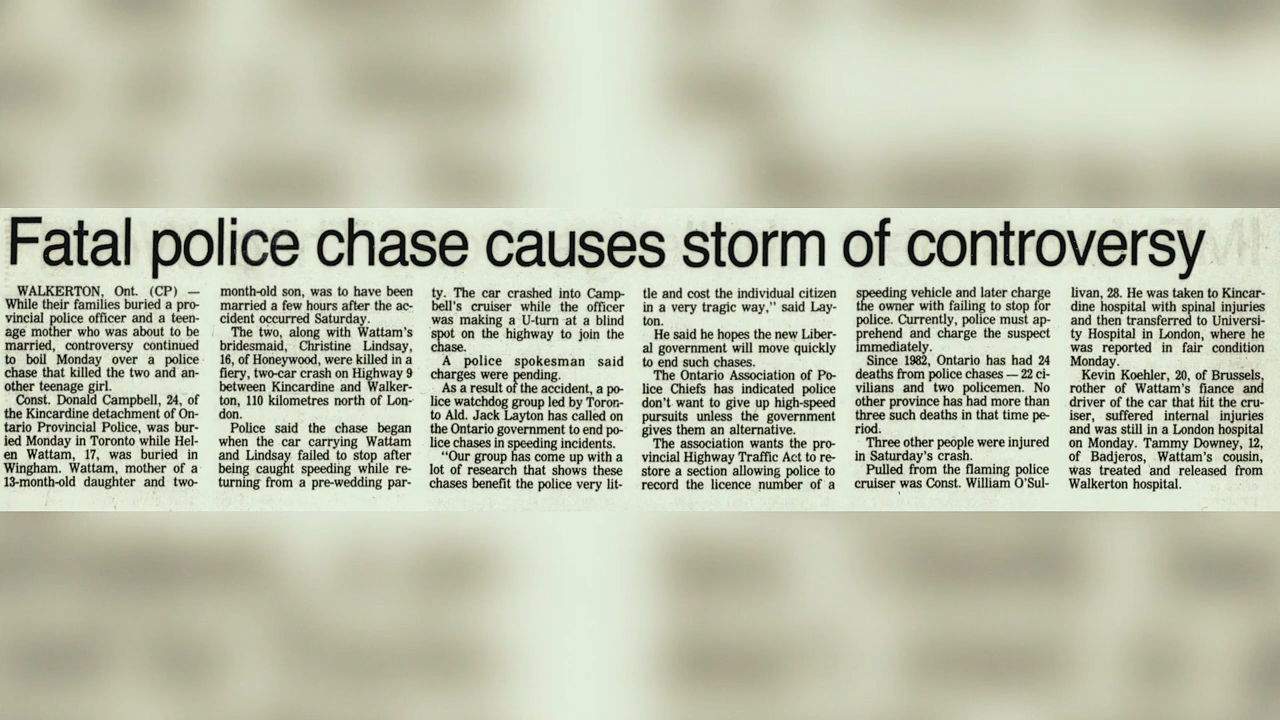 Fatal police chase causes storm of controversy
WALKERTON, Ont. (CP) —
While their families buried a pro-
vincial police officer and a teen-
age mother who was about to be
married, controversy continued
to boil Monday over a police
chase that killed the two and an-
other teenage girl.
Const. Donald Campbell, 24, of
the Kincardine detachment of On-
tario Provincial Police, was bur-
ied Monday in Toronto while Hel-
en Wattam, 17, was buried in
Wingham. Wattam, mother of a
13-month-old daughter and two-
month-old son, was to have been
married a few hours after the ac-
cident occurred Saturday.
The two, along with Wattam's
bridesmaid, Christine Lindsay,
16, of Honeywood, were killed in a
fiery, two-car crash on Highway 9
between Kincardine and Walker-
ton, 110 kilometres north of Lon-
don.
Police said the chase began
when the car carrying Wattam
and Lindsay failed to stop after
being caught speeding while re-
turning from a pre-wedding par-
ty. The car crashed into Camp-
bell's cruiser while the officer
was making a U-turn at a blind
spot on the highway to join the
chase.
A police spokesman said
charges were pending.
As a result of the accident, a po-
lice watchdog group led by Toron-
to Ald. Jack Layton has called on
the Ontario government to end po-
lice chases in speeding incidents.
"Our group has come up with a
lot of research that shows these
chases benefit the police very lit-
tle and cost the individual citizen
in a very tragic way," said Lay-
ton.
He said he hopes the new Liber-
al government will move quickly
to end such chases.
The Ontario Association of Po-
lice Chiefs has indicated police
don't want to give up high-speed
pursuits unless the government
gives them an alternative.
The association wants the pro-
vincial Highway Traffic Act to re-
store a section allowing police to
record the licence number of a
speeding vehicle and later charge
the owner with failing to stop for
police. Currently, police must ap-
prehend and charge the suspect
immediately.
Since 1982, Ontario has had 24
deaths from police chases — 22 ci-
vilians and two policemen. No
other province has had more than
three such deaths in that time pe-
riod.
Three other people were injured
in Saturday's crash.
Pulled from the flaming police
cruiser was Const. William O'Sul-
livan, 28. He was taken to Kincar-
dine hospital with spinal injuries
and then transferred to Universi-
ty Hospital in London, where he
was reported in fair condition
Monday.
Kevin Koehler, 20, of Brussels,
rother of Wattam's fiance and
driver of the car that hit the cru-
iser, suffered internal injuries
and was still in a London hospital
on Monday. Tammy Downey, 12,
of Badjeros, Wattam's cousin,
was treated and released from
Walkerton hospital.